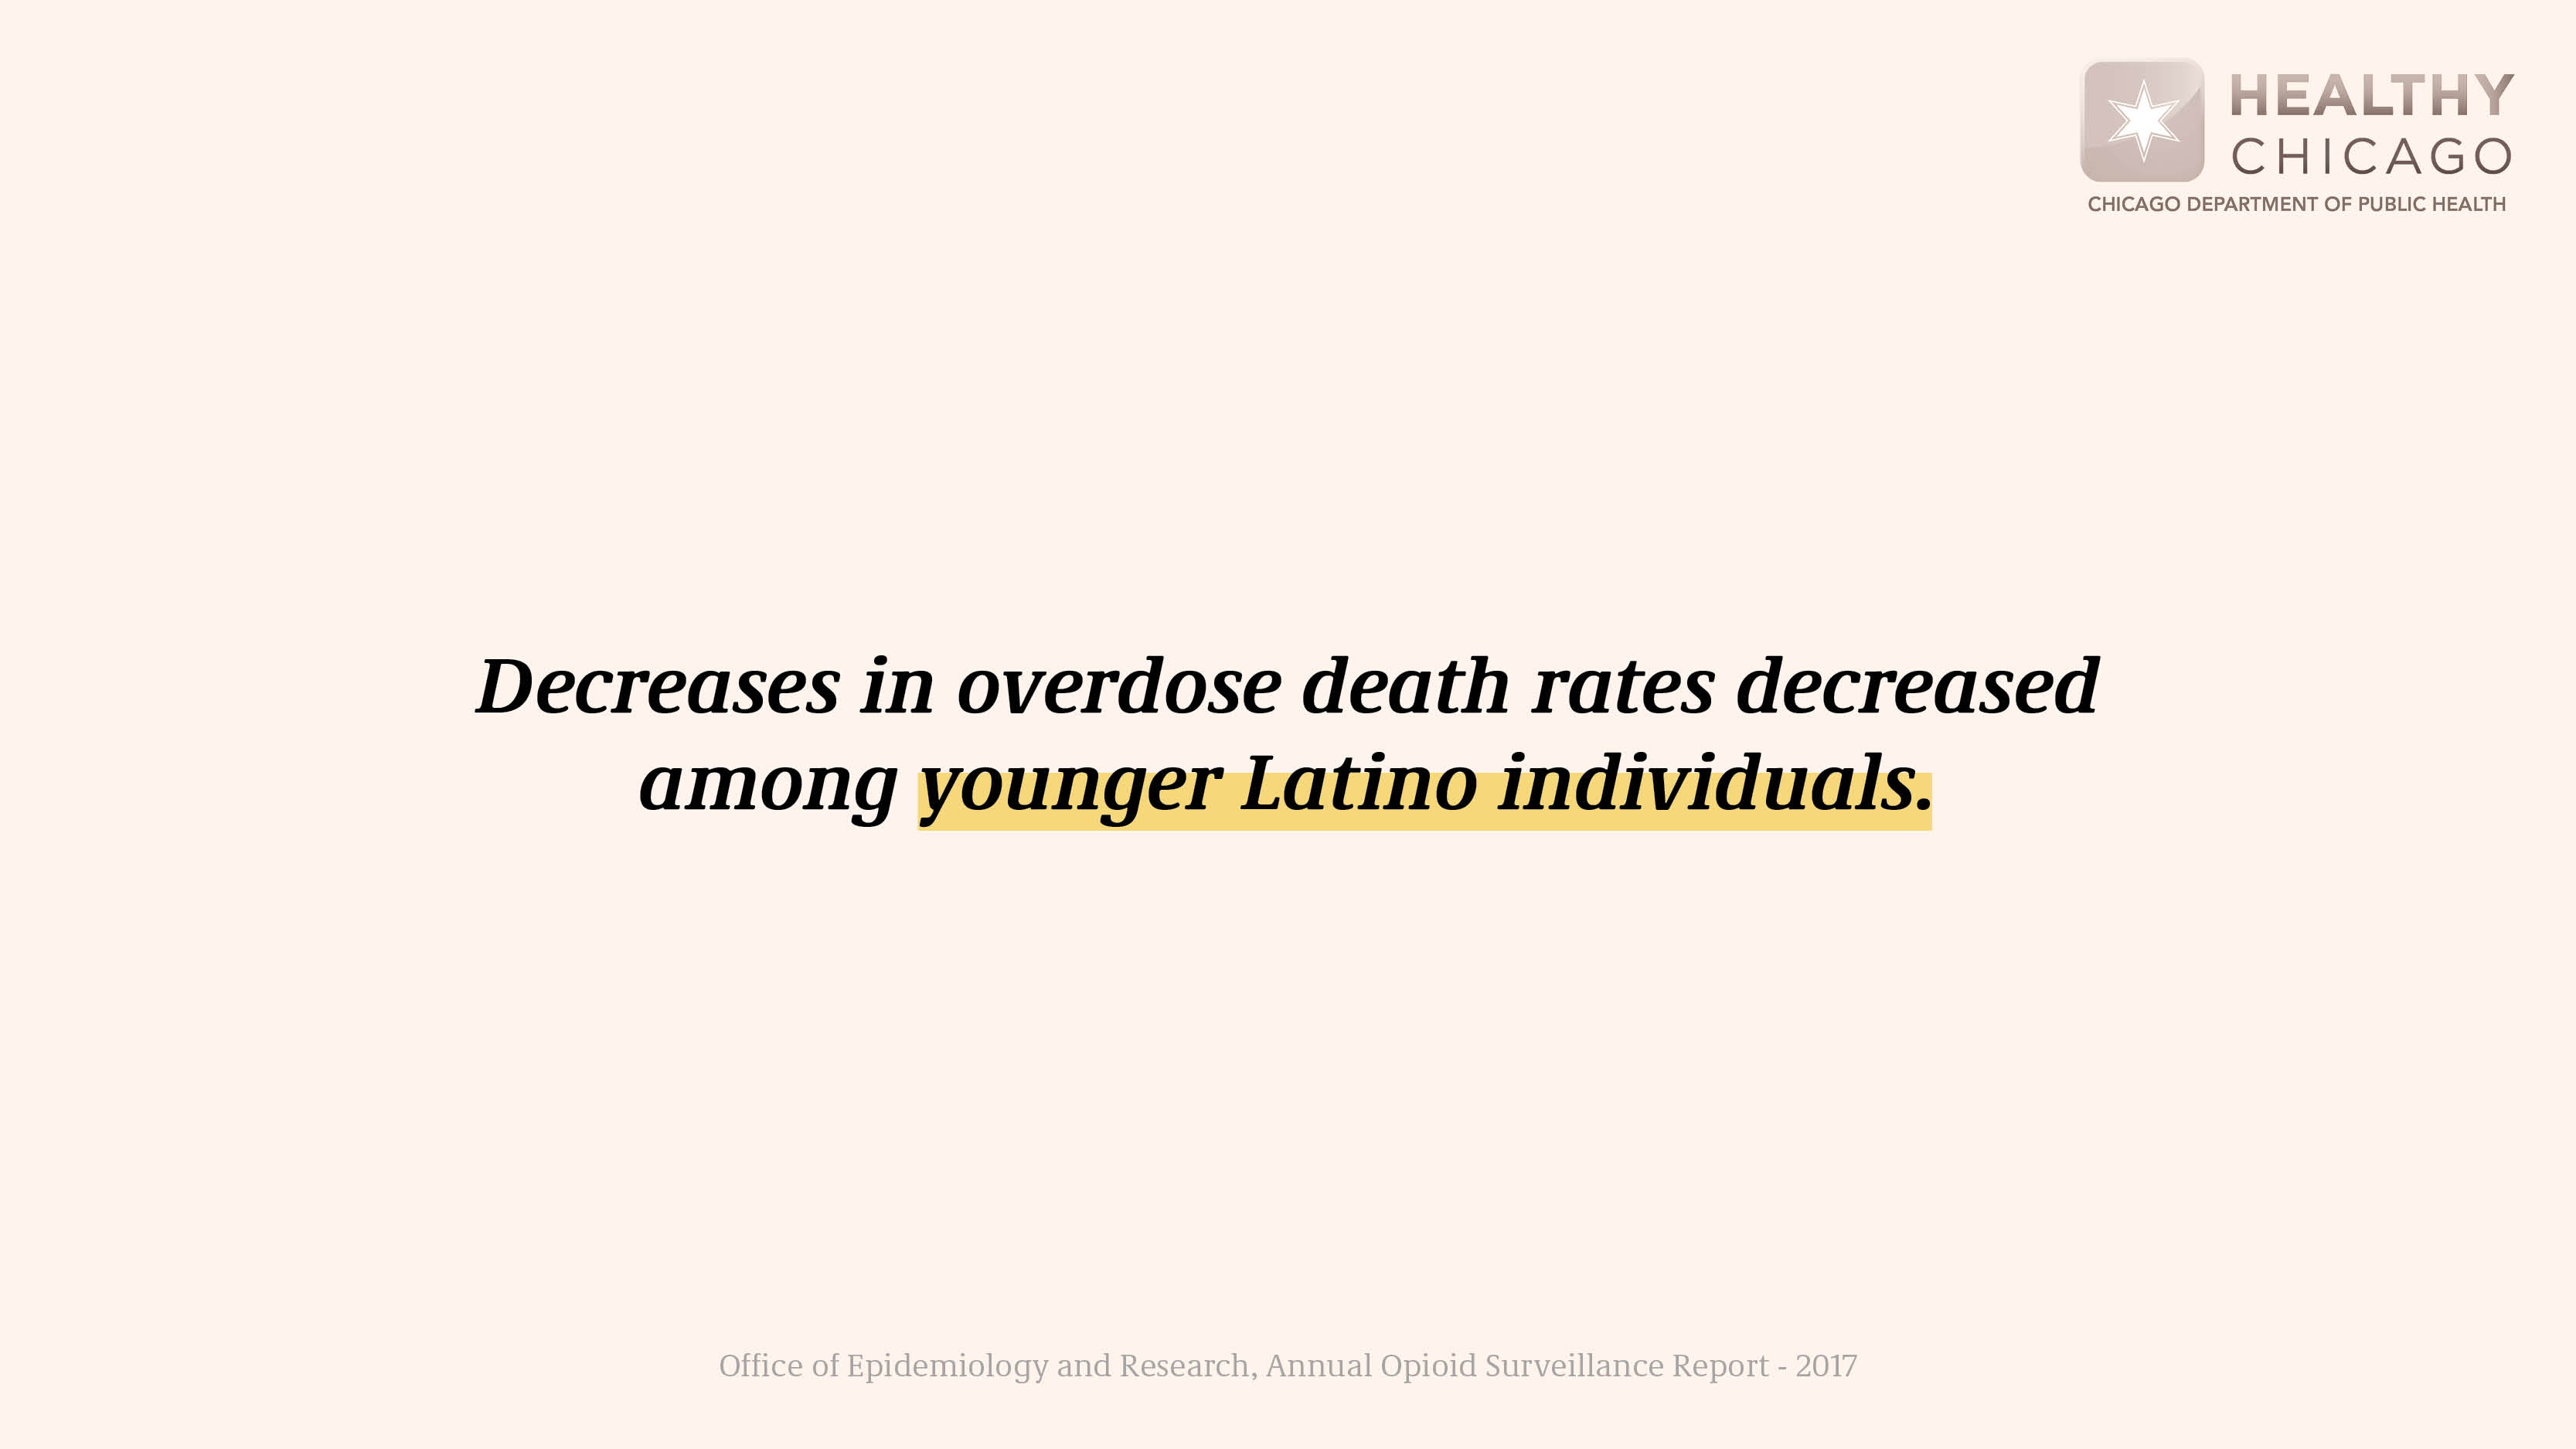 HEALTHY
CHICAGO
CHICAGO DEPARTMENT OF PUBLIC HEALTH
Decreases in overdose death rates decreased
among younger Latino individuals.
Office of Epidemiology and Research, Annual Opioid Surveillance Report - 2017